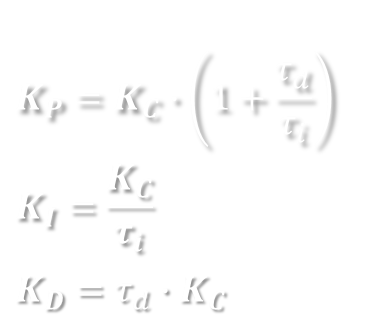 K_P = K_C · (1 + τ_d / τ_i)
K_I = K_C / τ_i
K_D = τ_d · K_C